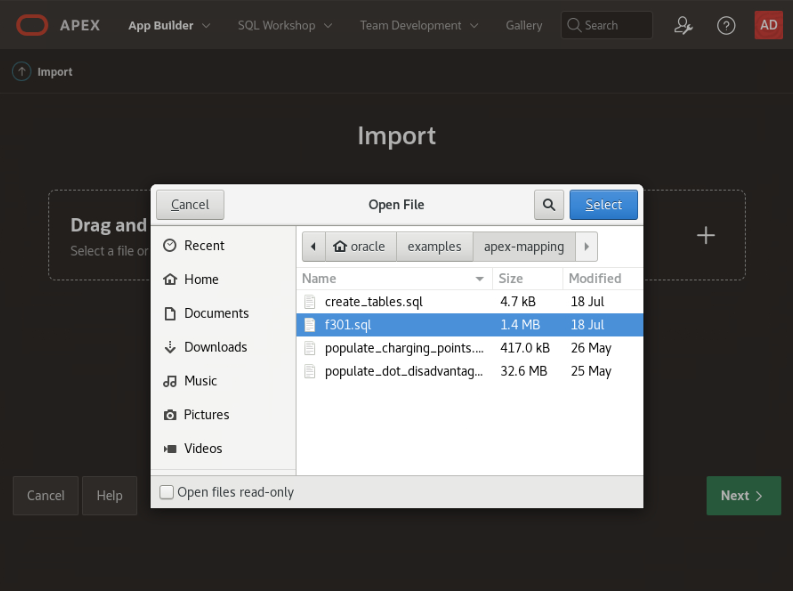 APEX App Builder SQL Workshop Team Development Gallery Search AD
Import
Import
Drag and
Select a file or
Cancel Open File Select
Recent
Home
Documents
Downloads
Music
Pictures
Videos
oracle examples apex-mapping
Name Size Modified
create_tables.sql 4.7 kB 18 Jul
f301.sql 1.4 MB 18 Jul
populate_charging_points.... 417.0 kB 26 May
populate_dot_disadvantag... 32.6 MB 25 May
Open files read-only
Cancel Help Next